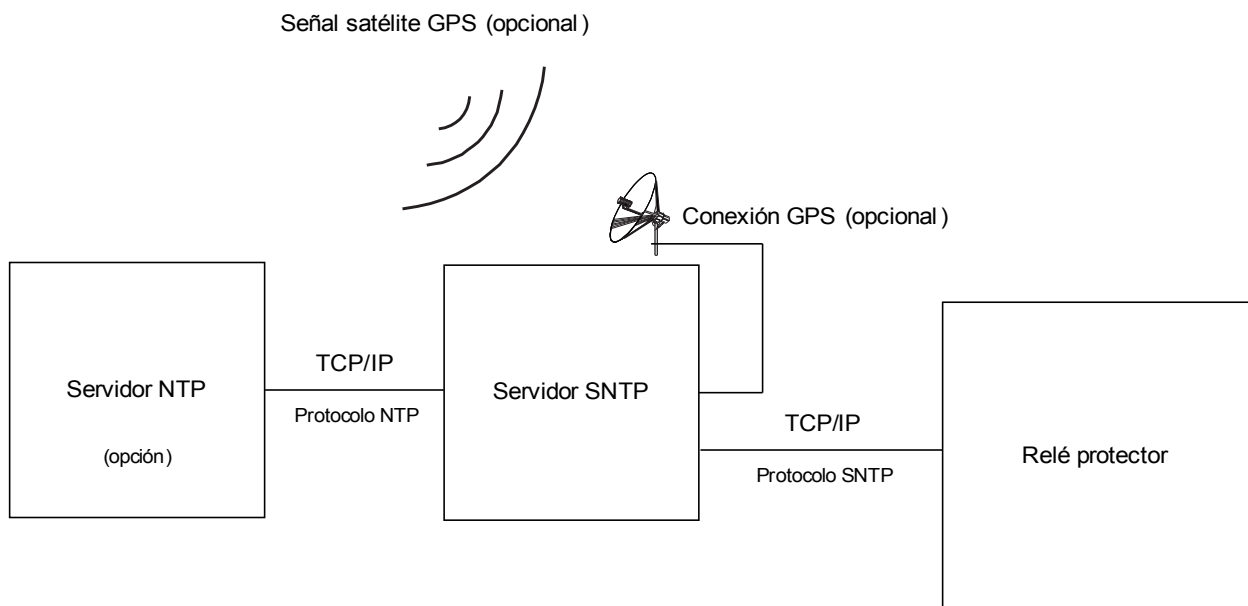 Señal satélite GPS (opcional)
Conexión GPS (opcional)
TCP/IP
Servidor NTP
Protocolo NTP
(opción)
Servidor SNTP
TCP/IP
Protocolo SNTP
Relé protector